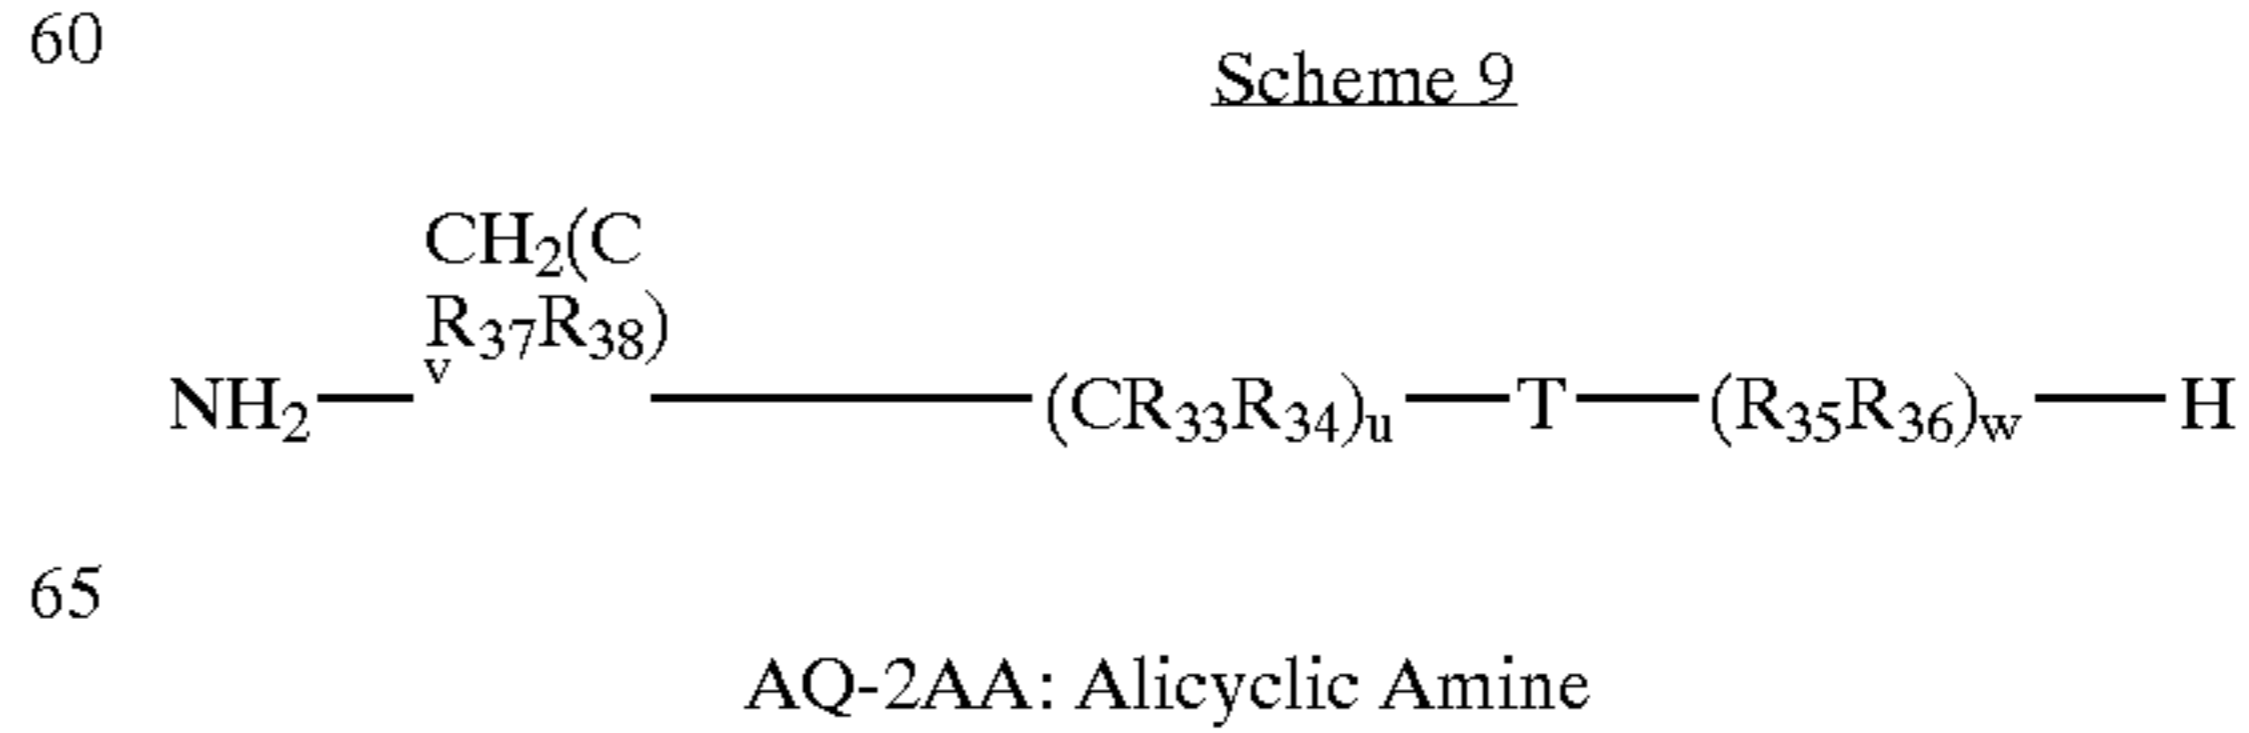 60
Scheme 9
CH₂(C
R₃₇R₃₈)
v
NH₂—(CR₃₃R₃₄)ᵤ—T—(R₃₅R₃₆)w—H
65
AQ-2AA: Alicyclic Amine